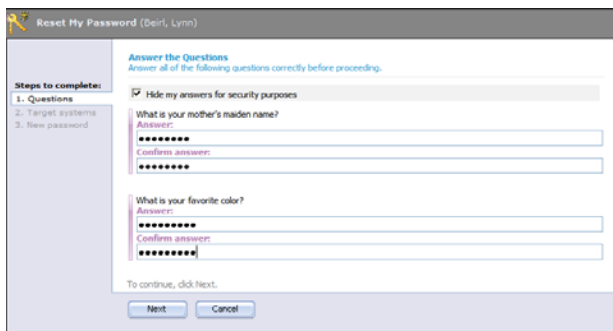 Reset My Password (Beirl, Lynn)
Answer the Questions
Answer all of the following questions correctly before proceeding.
Steps to complete:
1. Questions
2. Target systems
3. New password
Hide my answers for security purposes
What is your mother's maiden name?
Answer:
••••••••
Confirm answer:
••••••••
What is your favorite color?
Answer:
•••••••••
Confirm answer:
•••••••••
To continue, click Next.
Next Cancel